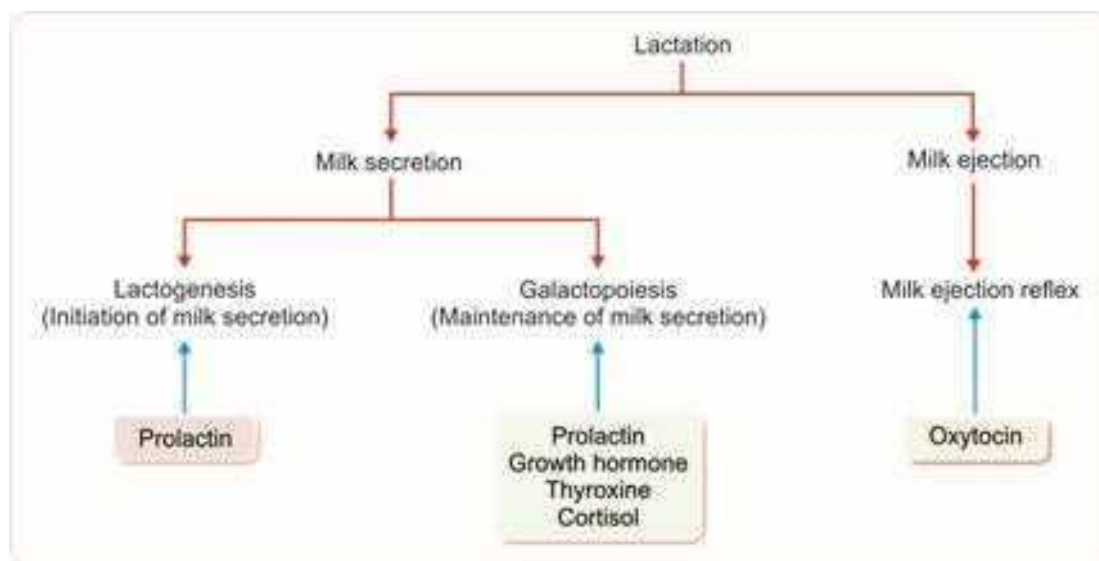 Lactation
Milk secretion
Milk ejection
Lactogenesis
(Initiation of milk secretion)
Galactopoiesis
(Maintenance of milk secretion)
Milk ejection reflex
Prolactin
Prolactin
Growth hormone
Thyroxine
Cortisol
Oxytocin